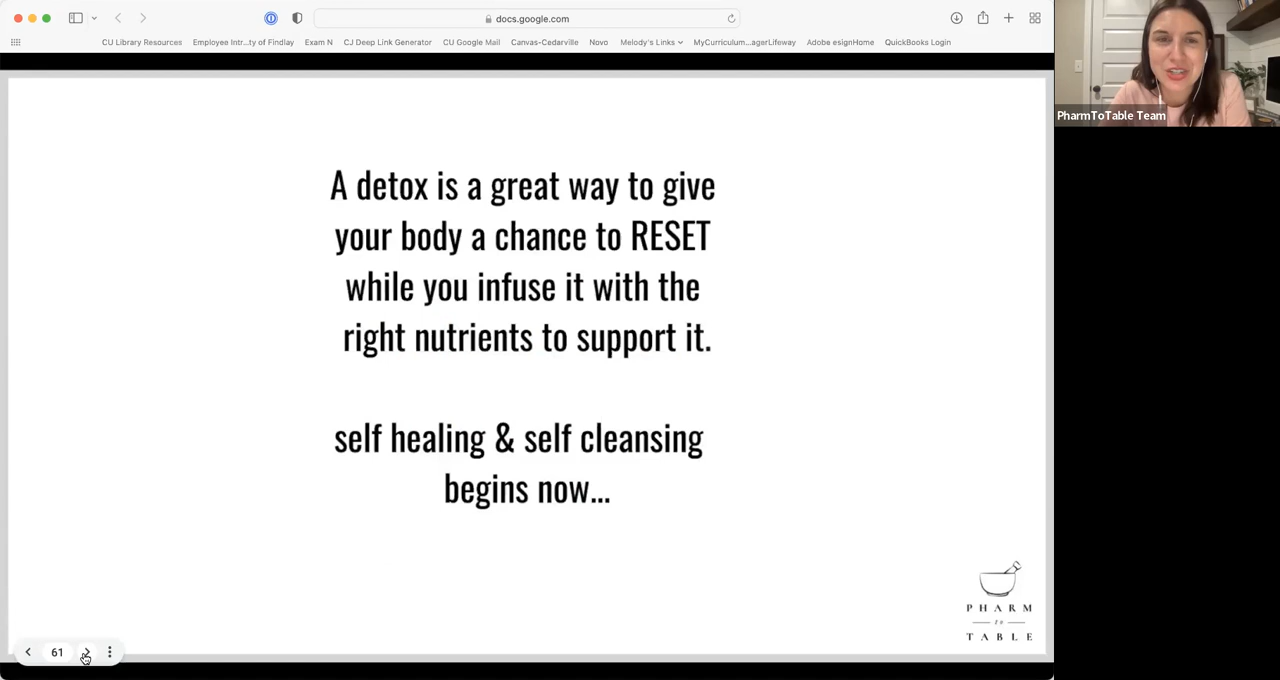 docs.google.com
CU Library Resources
Employee Intr...ty of Findlay
Exam N
CJ Deep Link Generator
CU Google Mail
Canvas-Cedarville
Novo
Melody's Links
MyCurriculum...agerLifeway
Adobe esignHome
QuickBooks Login
PharmToTable Team
A detox is a great way to give
your body a chance to RESET
while you infuse it with the
right nutrients to support it.
self healing & self cleansing
begins now...
PHARM
to
TABLE
61